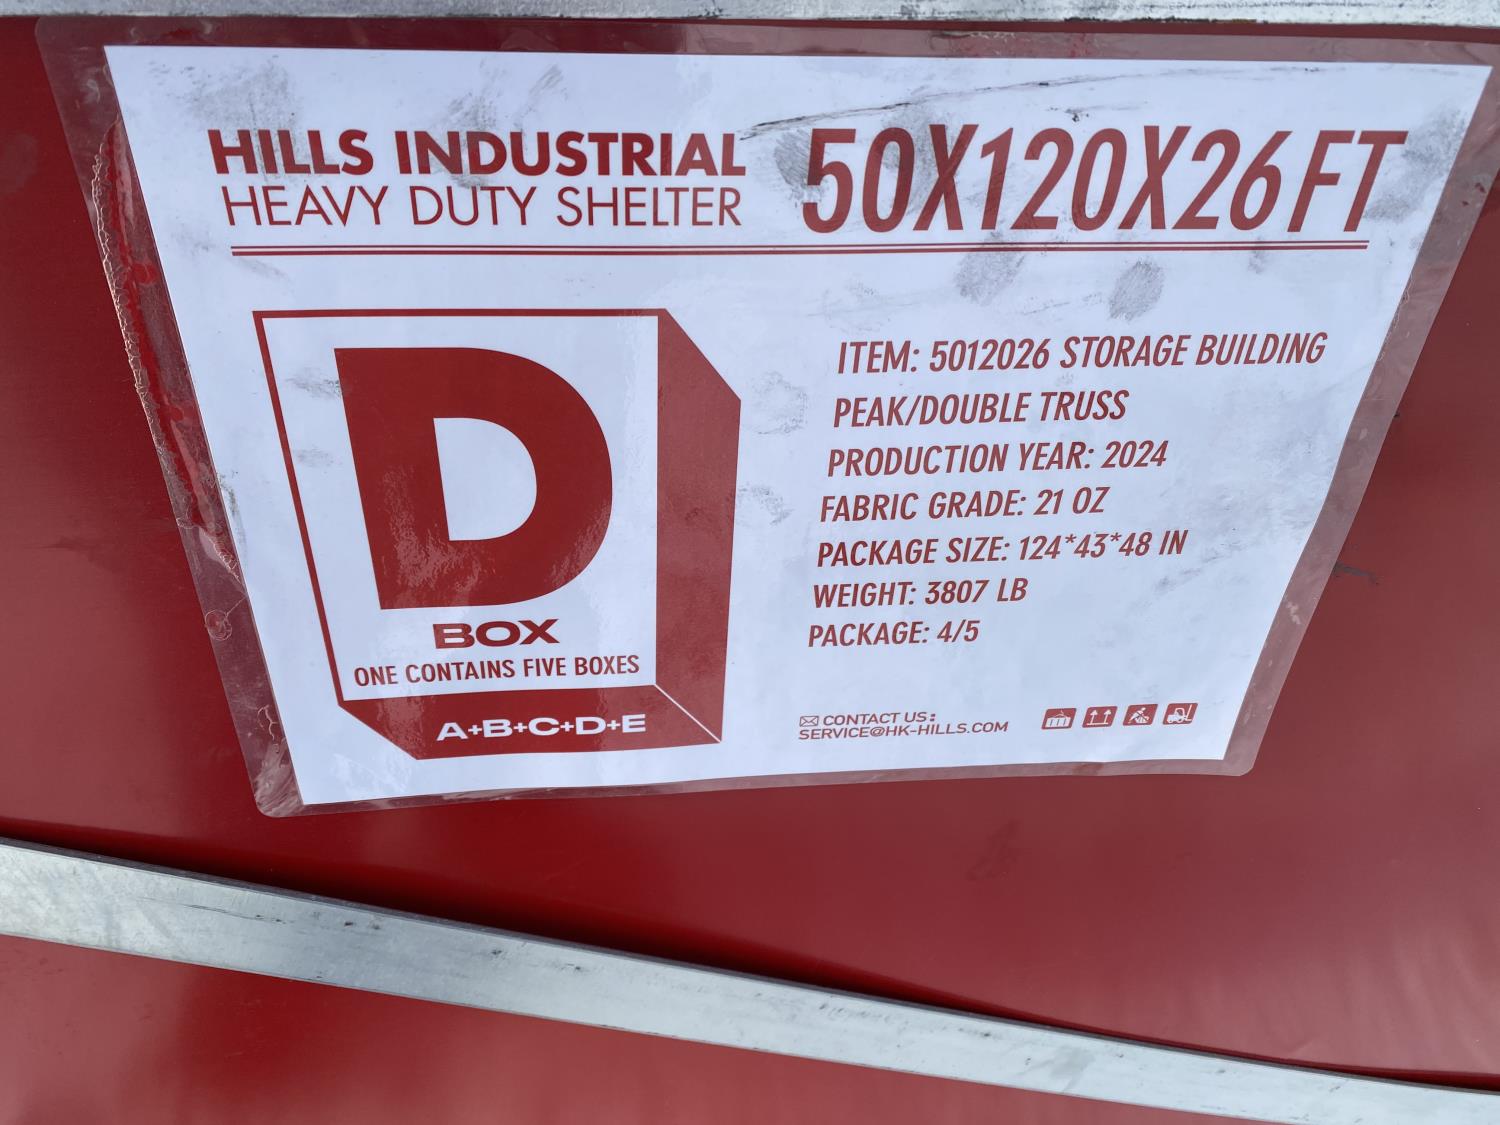 HILLS INDUSTRIAL
HEAVY DUTY SHELTER
50X120X26FT
D
BOX
ONE CONTAINS FIVE BOXES
A+B+C+D+E
ITEM: 5012026 STORAGE BUILDING
PEAK/DOUBLE TRUSS
PRODUCTION YEAR: 2024
FABRIC GRADE: 21 OZ
PACKAGE SIZE: 124*43*48 IN
WEIGHT: 3807 LB
PACKAGE: 4/5
CONTACT US:
SERVICE@HK-HILLS.COM